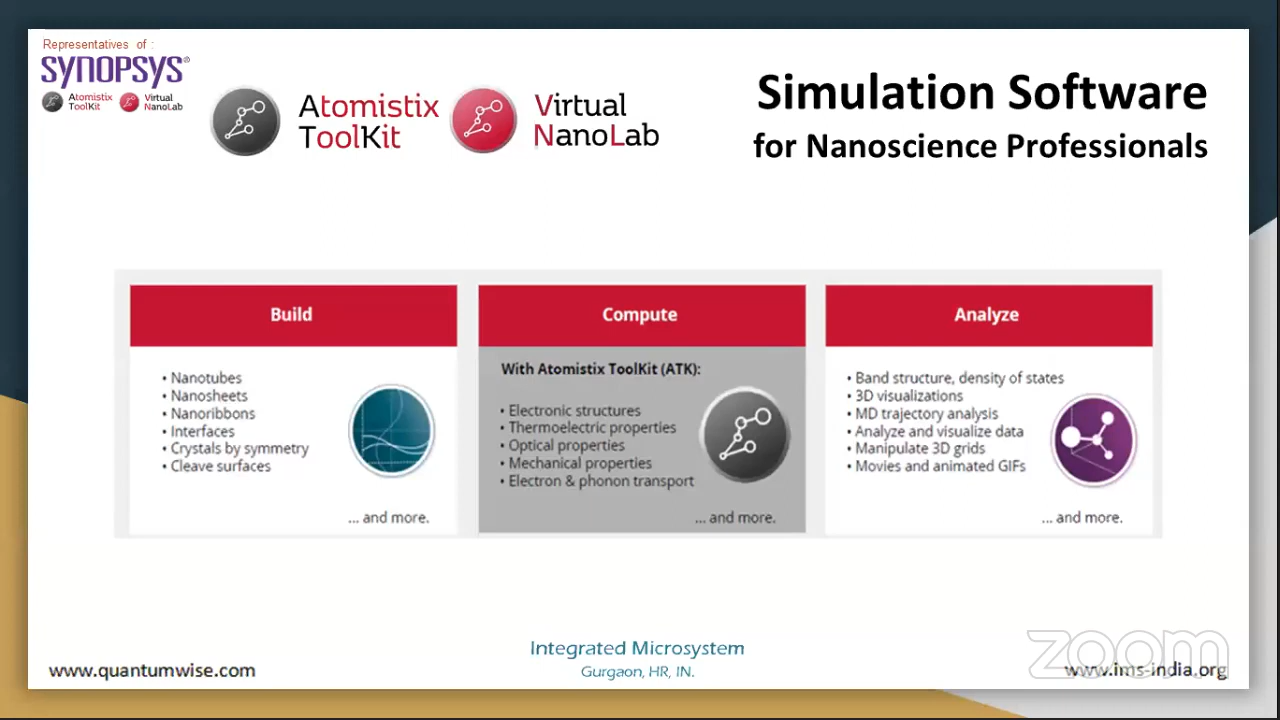 Representatives of :
SYNOPSYS®
Atomistix ToolKit
Virtual NanoLab
Atomistix
ToolKit
Virtual
NanoLab
Simulation Software
for Nanoscience Professionals
Build
• Nanotubes
• Nanosheets
• Nanoribbons
• Interfaces
• Crystals by symmetry
• Cleave surfaces
... and more.
Compute
With Atomistix ToolKit (ATK):
• Electronic structures
• Thermoelectric properties
• Optical properties
• Mechanical properties
• Electron & phonon transport
... and more.
Analyze
• Band structure, density of states
• 3D visualizations
• MD trajectory analysis
• Analyze and visualize data
• Manipulate 3D grids
• Movies and animated GIFs
... and more.
Integrated Microsystem
Gurgaon, HR, IN.
www.quantumwise.com
zoom
www.ims-india.org